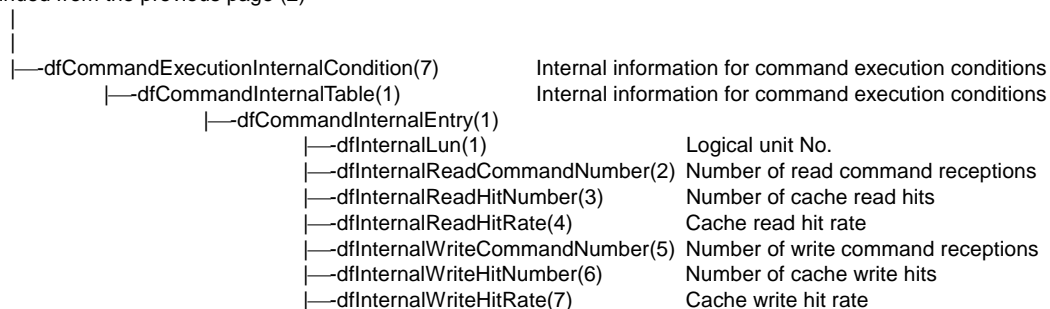 from the previous page (2)
|
|
|—-dfCommandExecutionInternalCondition(7) Internal information for command execution conditions
|—-dfCommandInternalTable(1) Internal information for command execution conditions
|—-dfCommandInternalEntry(1)
|—-dfInternalLun(1) Logical unit No.
|—-dfInternalReadCommandNumber(2) Number of read command receptions
|—-dfInternalReadHitNumber(3) Number of cache read hits
|—-dfInternalReadHitRate(4) Cache read hit rate
|—-dfInternalWriteCommandNumber(5) Number of write command receptions
|—-dfInternalWriteHitNumber(6) Number of cache write hits
|—-dfInternalWriteHitRate(7) Cache write hit rate